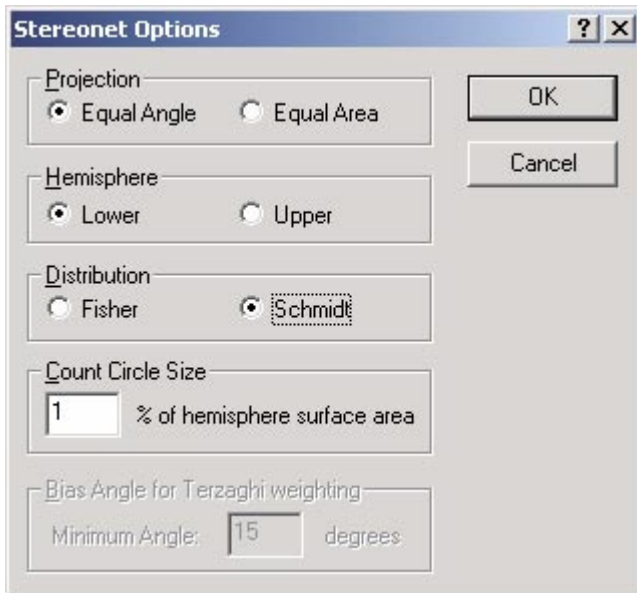 Stereonet Options
Projection
Equal Angle Equal Area
OK
Hemisphere
Lower Upper
Cancel
Distribution
Fisher Schmidt
Count Circle Size
1 % of hemisphere surface area
Bias Angle for Terzaghi weighting
Minimum Angle: 15 degrees